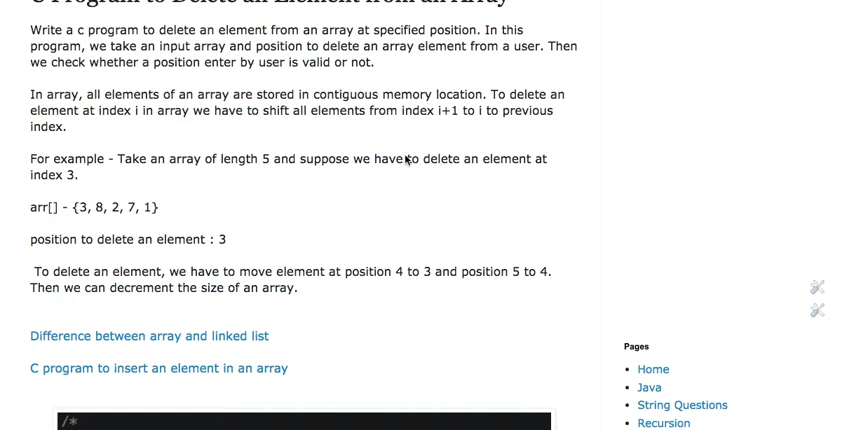 C Program to Delete an Element from an Array
Write a c program to delete an element from an array at specified position. In this
program, we take an input array and position to delete an array element from a user. Then
we check whether a position enter by user is valid or not.
In array, all elements of an array are stored in contiguous memory location. To delete an
element at index i in array we have to shift all elements from index i+1 to i to previous
index.
For example - Take an array of length 5 and suppose we have to delete an element at
index 3.
arr[] - {3, 8, 2, 7, 1}
position to delete an element : 3
To delete an element, we have to move element at position 4 to 3 and position 5 to 4.
Then we can decrement the size of an array.
Difference between array and linked list
C program to insert an element in an array
/*
Pages
Home
Java
String Questions
Recursion